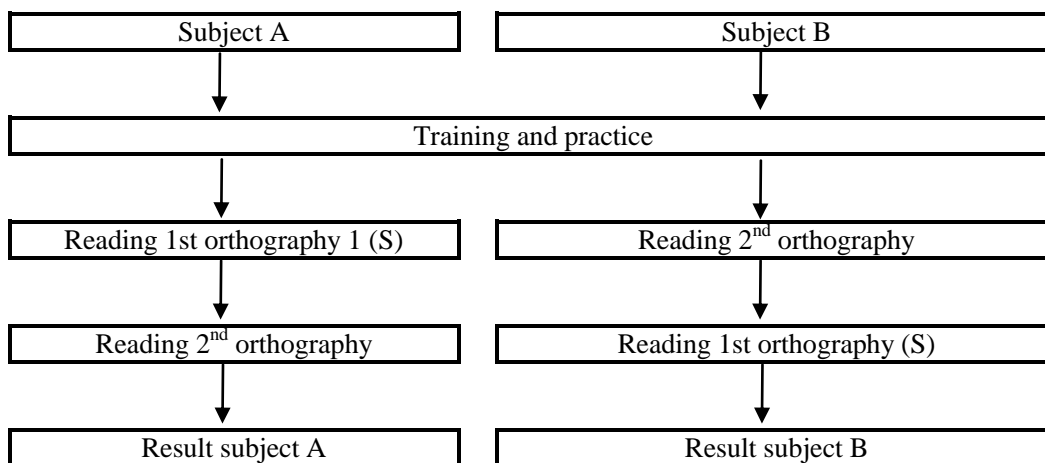 Subject A
Subject B
Training and practice
Reading 1st orthography 1 (S)
Reading 2nd orthography
Reading 2nd orthography
Reading 1st orthography (S)
Result subject A
Result subject B